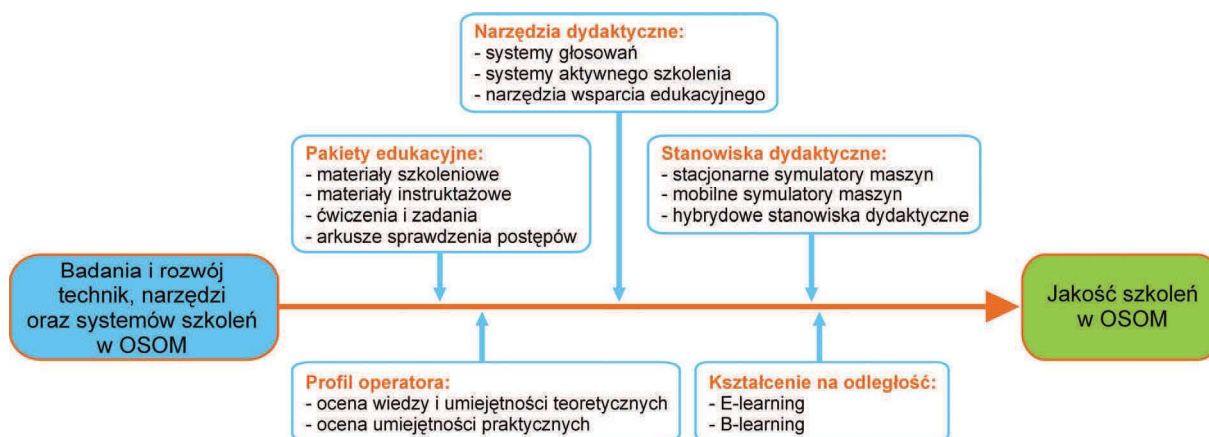 Narzędzia dydaktyczne:
- systemy głosowań
- systemy aktywnego szkolenia
- narzędzia wsparcia edukacyjnego
Pakiety edukacyjne:
- materiały szkoleniowe
- materiały instruktażowe
- ćwiczenia i zadania
- arkusze sprawdzenia postępów
Stanowiska dydaktyczne:
- stacjonarne symulatory maszyn
- mobilne symulatory maszyn
- hybrydowe stanowiska dydaktyczne
Badania i rozwój
technik, narzędzi
oraz systemów szkoleń
w OSOM
Jakość szkoleń
w OSOM
Profil operatora:
- ocena wiedzy i umiejętności teoretycznych
- ocena umiejętności praktycznych
Kształcenie na odległość:
- E-learning
- B-learning